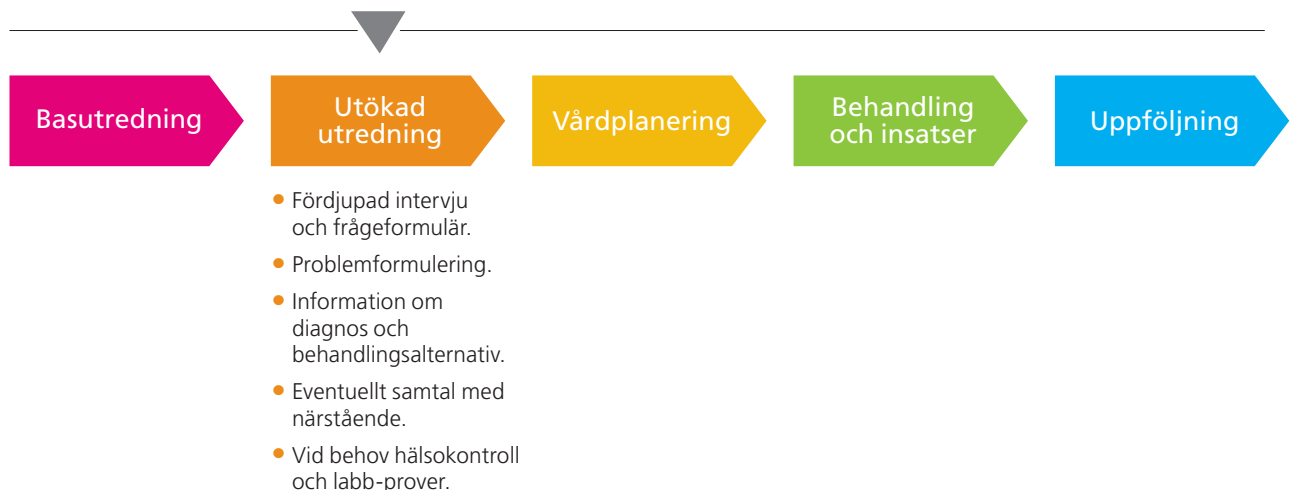 Basutredning
Utökad
utredning
Vårdplanering
Behandling
och insatser
Uppföljning
• Fördjupad intervju
och frågeformulär.
• Problemformulering.
• Information om
diagnos och
behandlingsalternativ.
• Eventuellt samtal med
närstående.
• Vid behov hälsokontroll
och labb-prover.